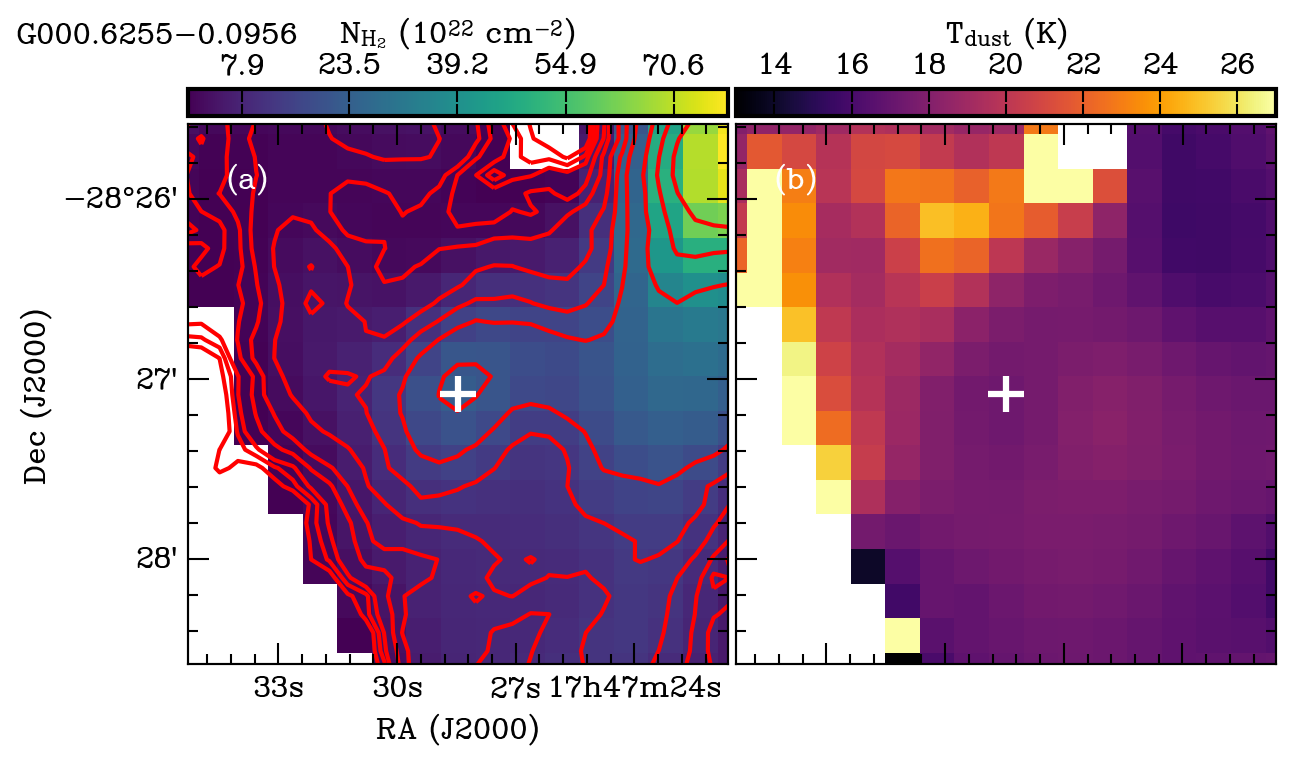 G000.6255−0.0956 N_H₂ (10²² cm⁻²) T_dust (K)
7.9 23.5 39.2 54.9 70.6 14 16 18 20 22 24 26
(a) (b)
−28°26'
27'
28'
Dec (J2000)
33s 30s 27s 17h47m24s
RA (J2000)